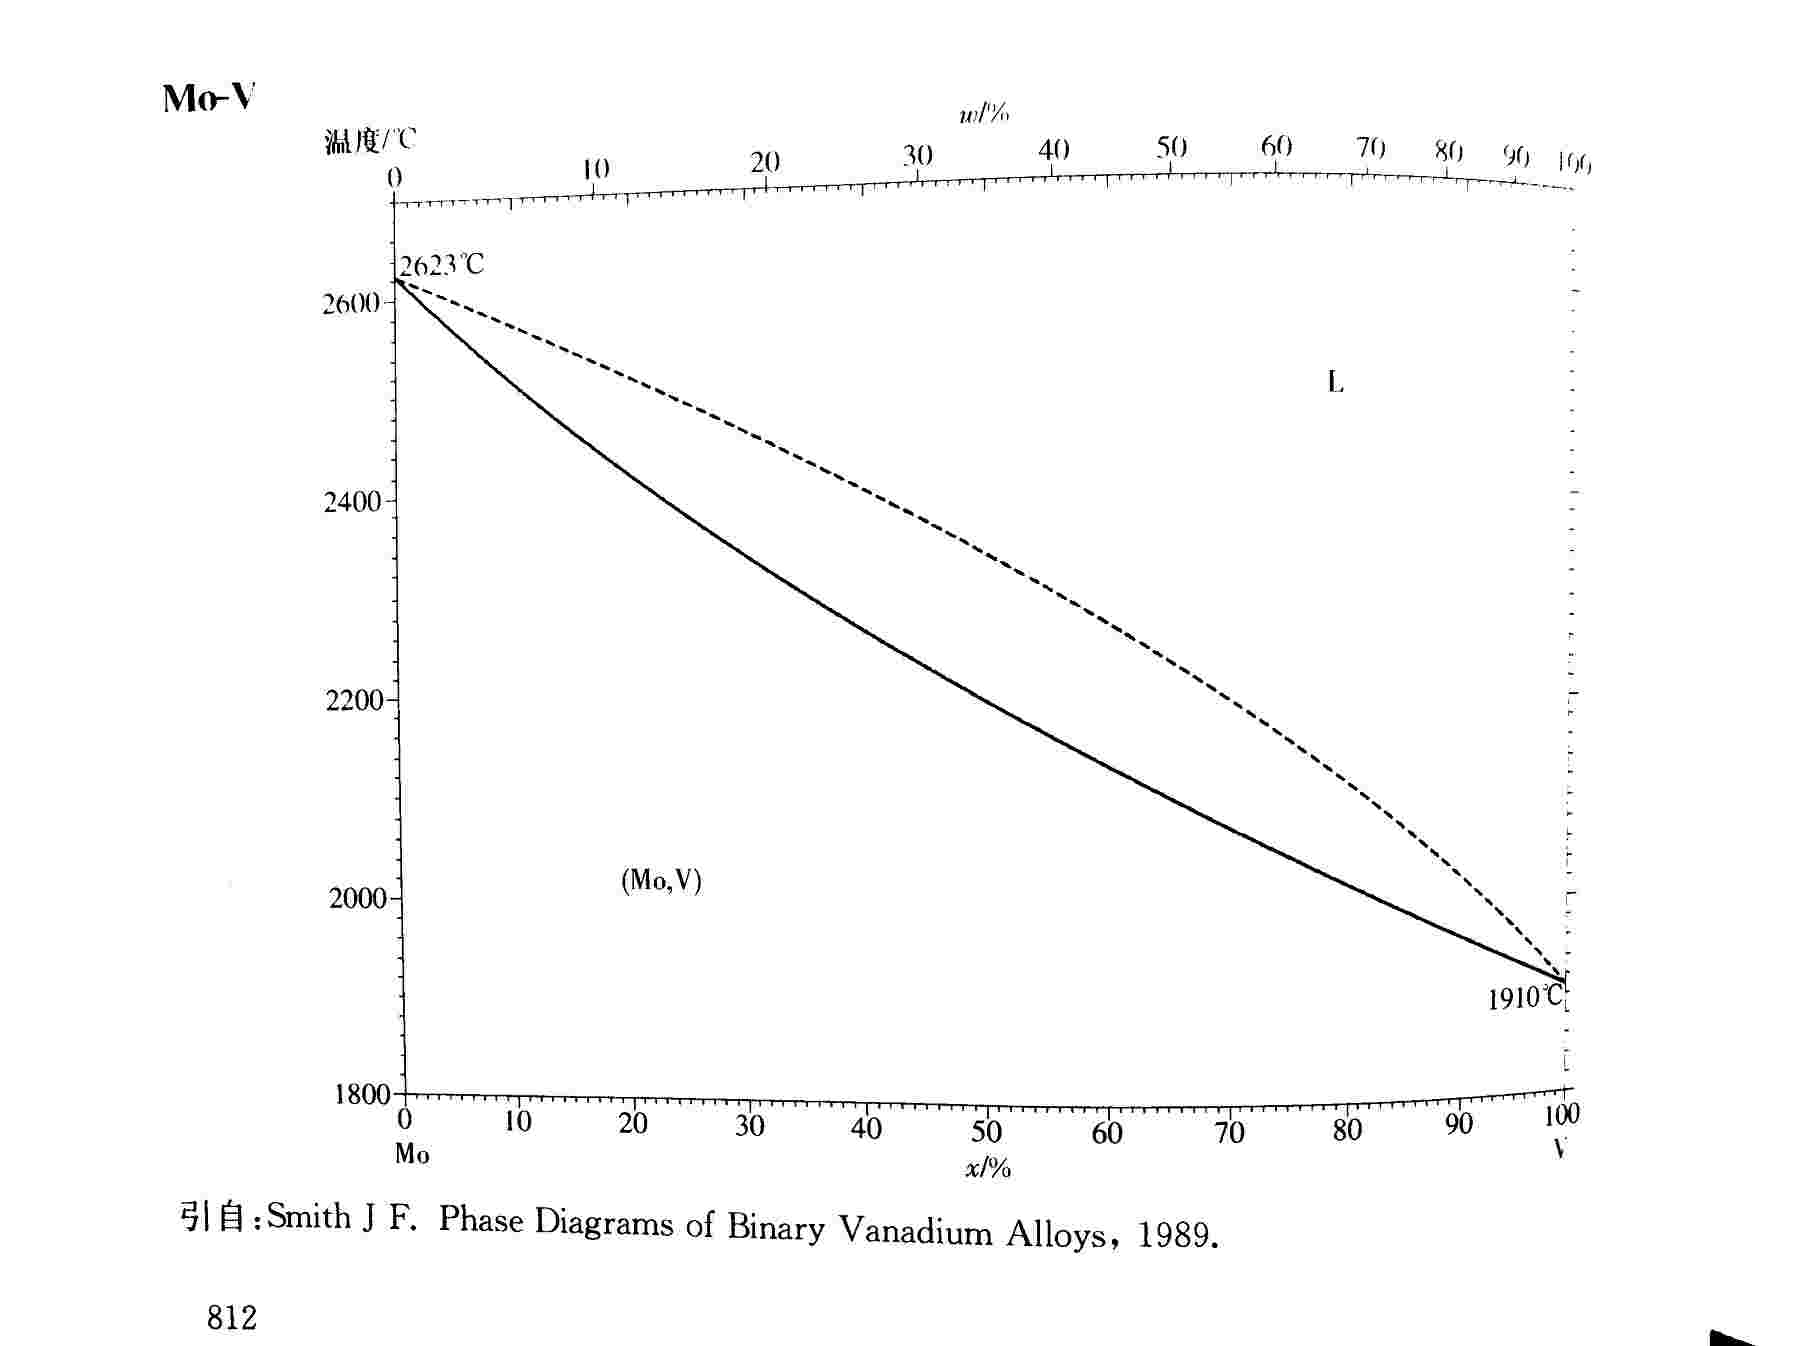 Mo-V
w/%
温度/℃
0 10 20 30 40 50 60 70 80 90 100
2623℃
2600
L
2400
2200
(Mo,V)
2000
1910℃
1800
0 10 20 30 40 50 60 70 80 90 100
Mo V
x/%
引自:Smith J F. Phase Diagrams of Binary Vanadium Alloys, 1989.
812